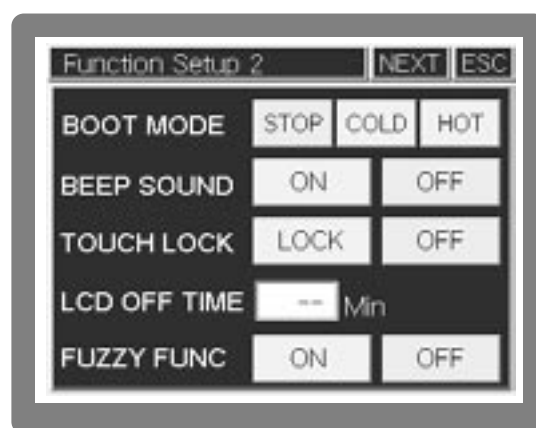 Function Setup 2 NEXT ESC
BOOT MODE STOP COLD HOT
BEEP SOUND ON OFF
TOUCH LOCK LOCK OFF
LCD OFF TIME -- Min
FUZZY FUNC ON OFF